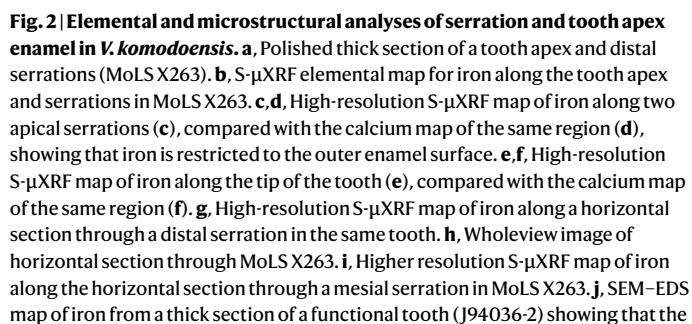 Fig. 2 | Elemental and microstructural analyses of serration and tooth apex
enamel in V. komodoensis. a, Polished thick section of a tooth apex and distal
serrations (MoLS X263). b, S-μXRF elemental map for iron along the tooth apex
and serrations in MoLS X263. c,d, High-resolution S-μXRF map of iron along two
apical serrations (c), compared with the calcium map of the same region (d),
showing that iron is restricted to the outer enamel surface. e,f, High-resolution
S-μXRF map of iron along the tip of the tooth (e), compared with the calcium map
of the same region (f). g, High-resolution S-μXRF map of iron along a horizontal
section through a distal serration in the same tooth. h, Wholeview image of
horizontal section through MoLS X263. i, Higher resolution S-μXRF map of iron
along the horizontal section through a mesial serration in MoLS X263. j, SEM–EDS
map of iron from a thick section of a functional tooth (J94036-2) showing that the